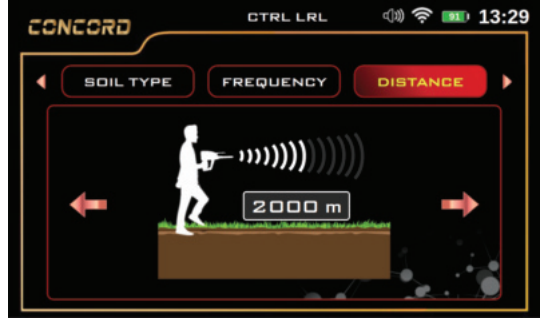 CONCORD
CTRL LRL
91
13:29
SOIL TYPE
FREQUENCY
DISTANCE
2000 m